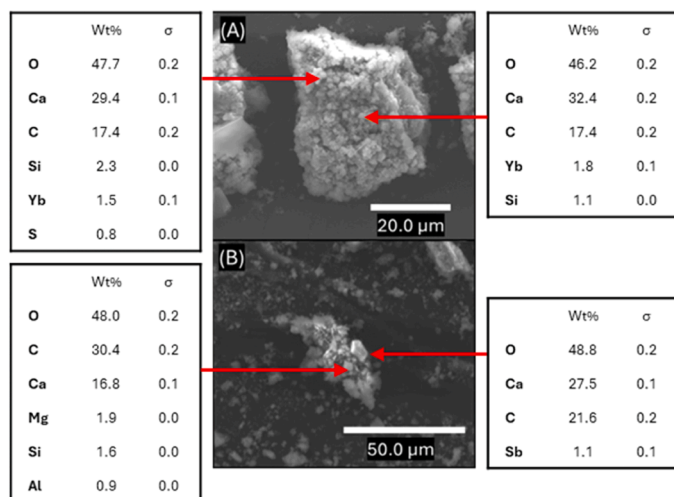 Wt% σ
O 47.7 0.2
Ca 29.4 0.1
C 17.4 0.2
Si 2.3 0.0
Yb 1.5 0.1
S 0.8 0.0
(A)
20.0 μm
Wt% σ
O 46.2 0.2
Ca 32.4 0.2
C 17.4 0.2
Yb 1.8 0.1
Si 1.1 0.0
Wt% σ
O 48.0 0.2
C 30.4 0.2
Ca 16.8 0.1
Mg 1.9 0.0
Si 1.6 0.0
Al 0.9 0.0
(B)
50.0 μm
Wt% σ
O 48.8 0.2
Ca 27.5 0.1
C 21.6 0.2
Sb 1.1 0.1